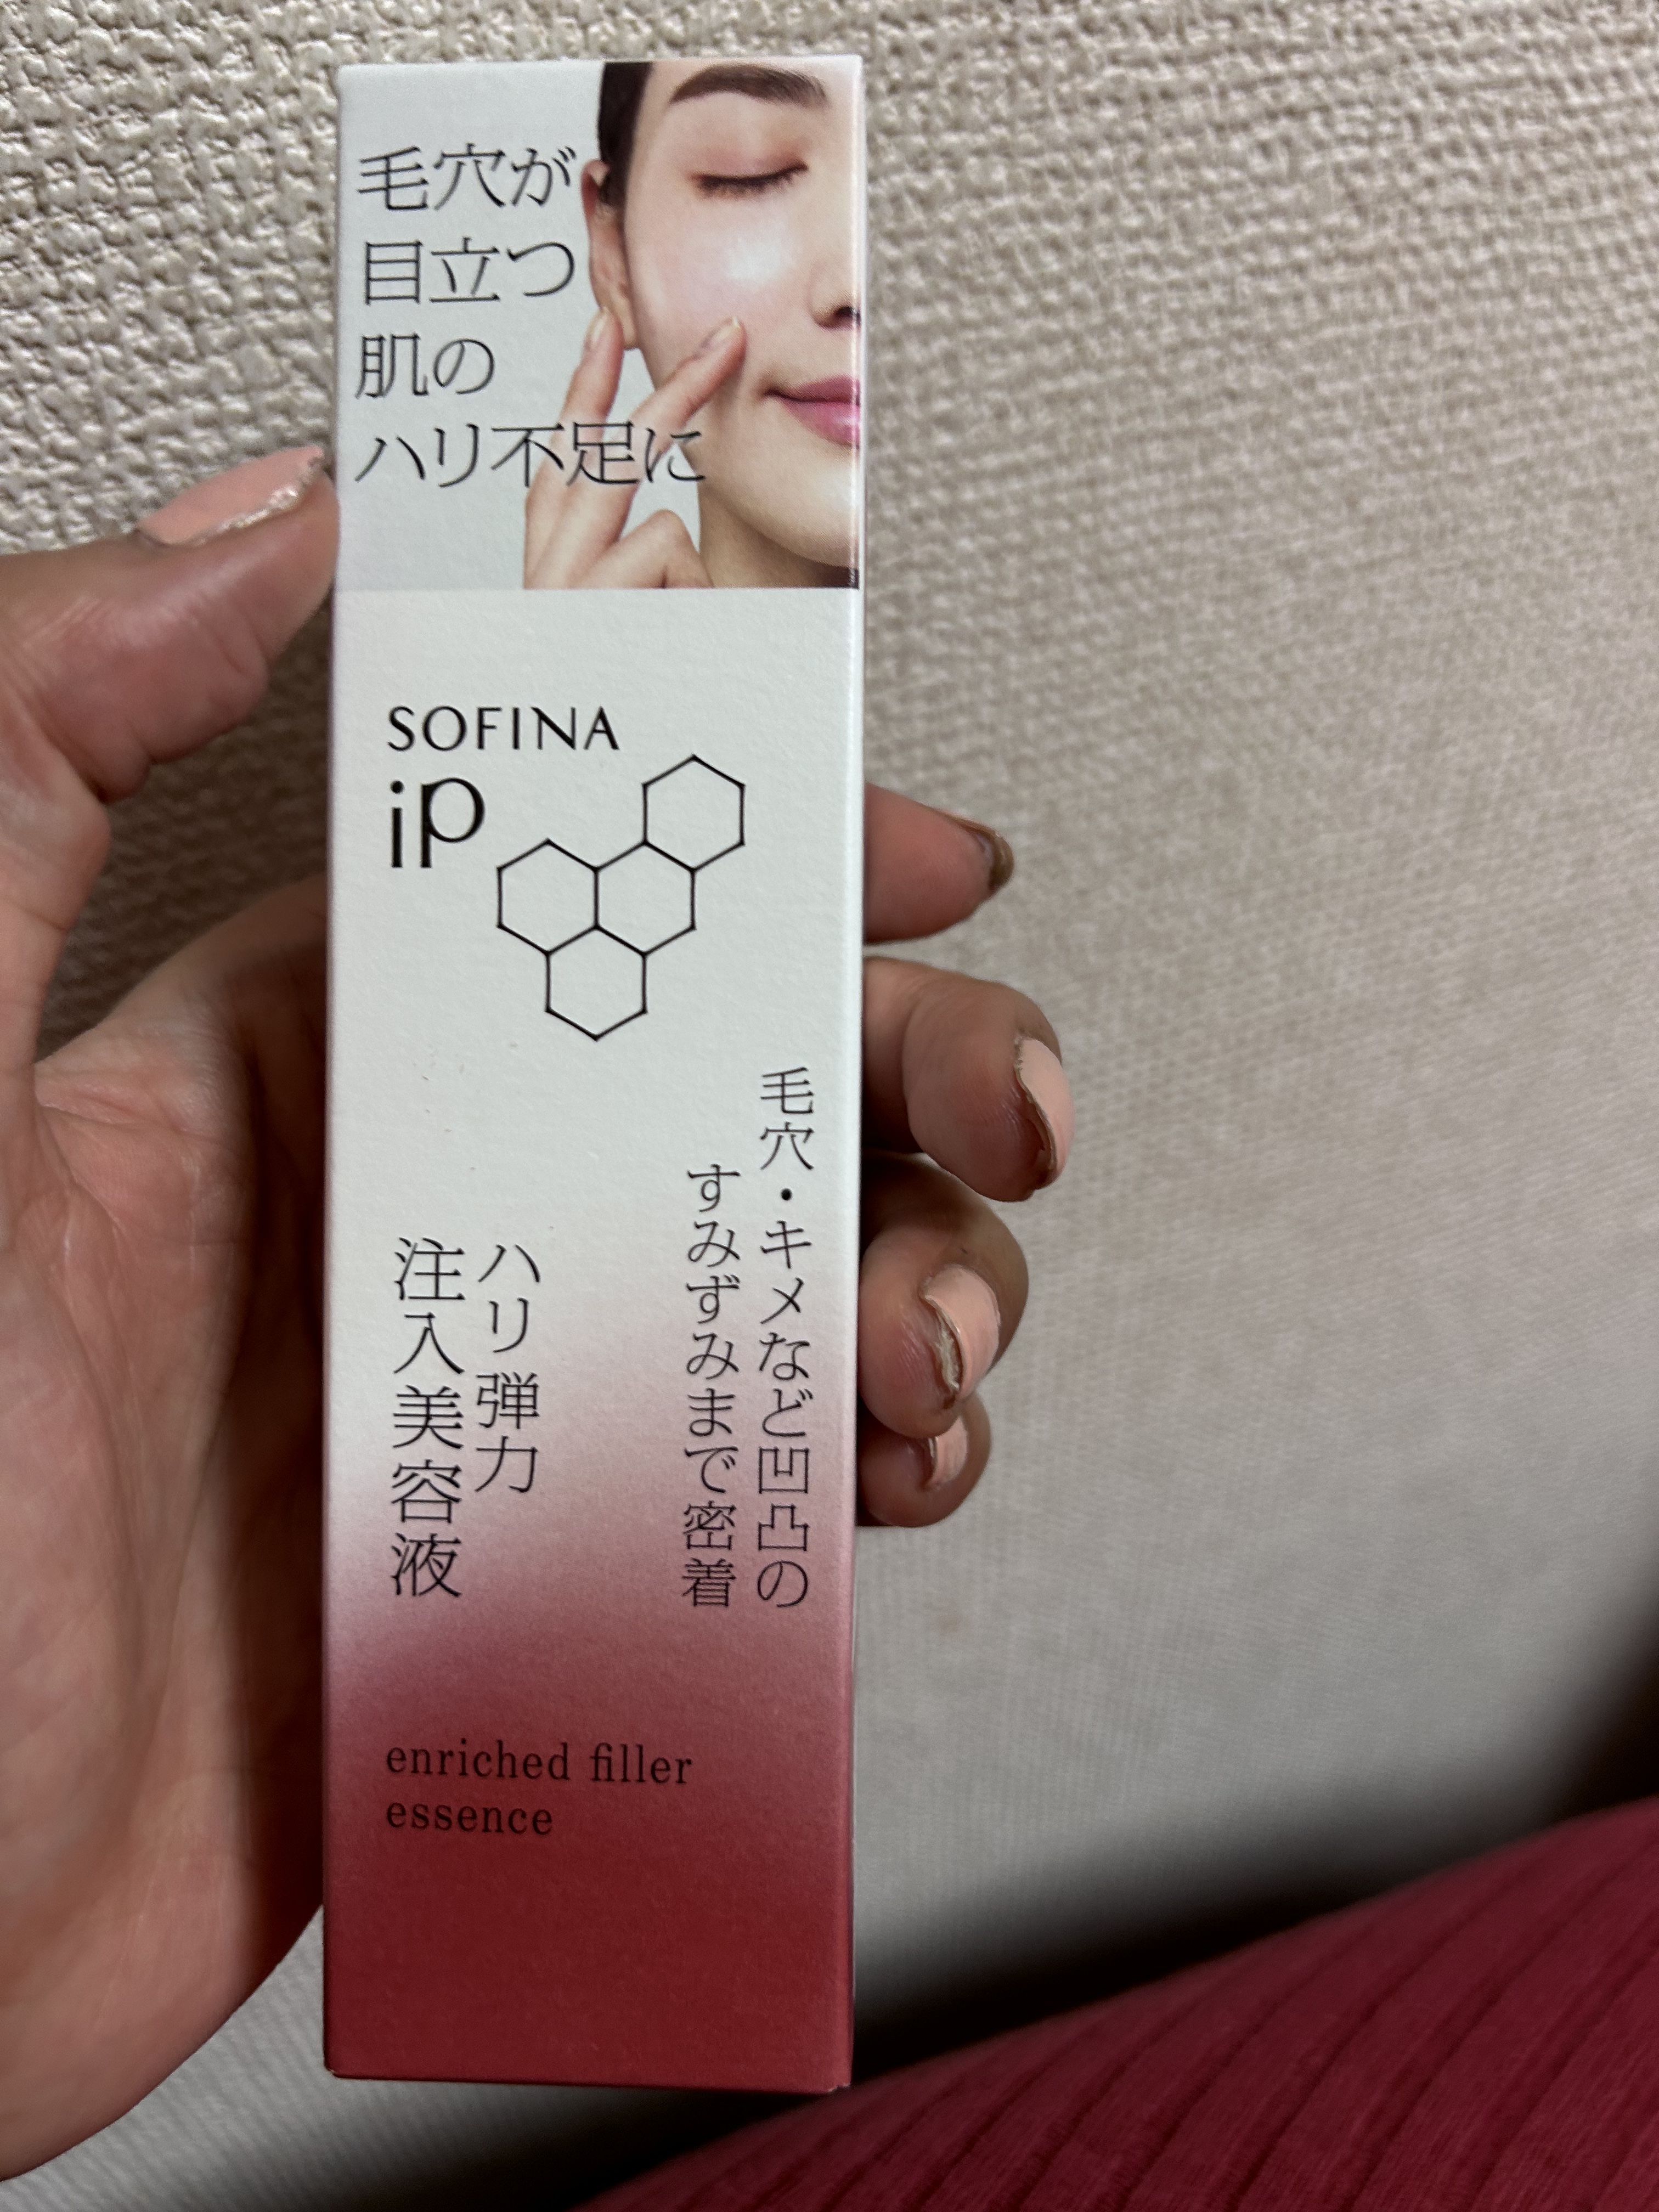 毛穴が
目立つ
肌の
ハリ不足に
SOFINA
iP
毛穴・キメなど凹凸の
すみずみまで密着
ハリ弾力
注入美容液
enriched filler
essence